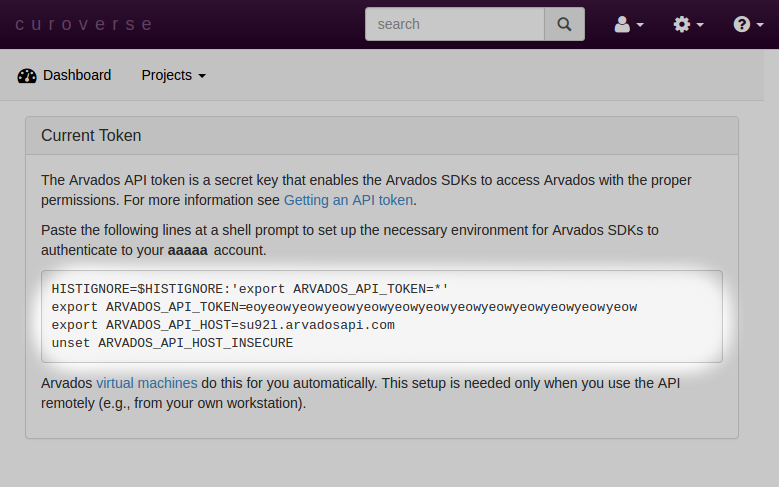 curoverse
search
Dashboard Projects
Current Token
The Arvados API token is a secret key that enables the Arvados SDKs to access Arvados with the proper
permissions. For more information see Getting an API token.
Paste the following lines at a shell prompt to set up the necessary environment for Arvados SDKs to
authenticate to your aaaaa account.
HISTIGNORE=$HISTIGNORE:'export ARVADOS_API_TOKEN=*'
export ARVADOS_API_TOKEN=eoyeowyeowyeowyeowyeowyeowyeowyeowyeowyeowyeowyeow
export ARVADOS_API_HOST=su92l.arvadosapi.com
unset ARVADOS_API_HOST_INSECURE
Arvados virtual machines do this for you automatically. This setup is needed only when you use the API
remotely (e.g., from your own workstation).